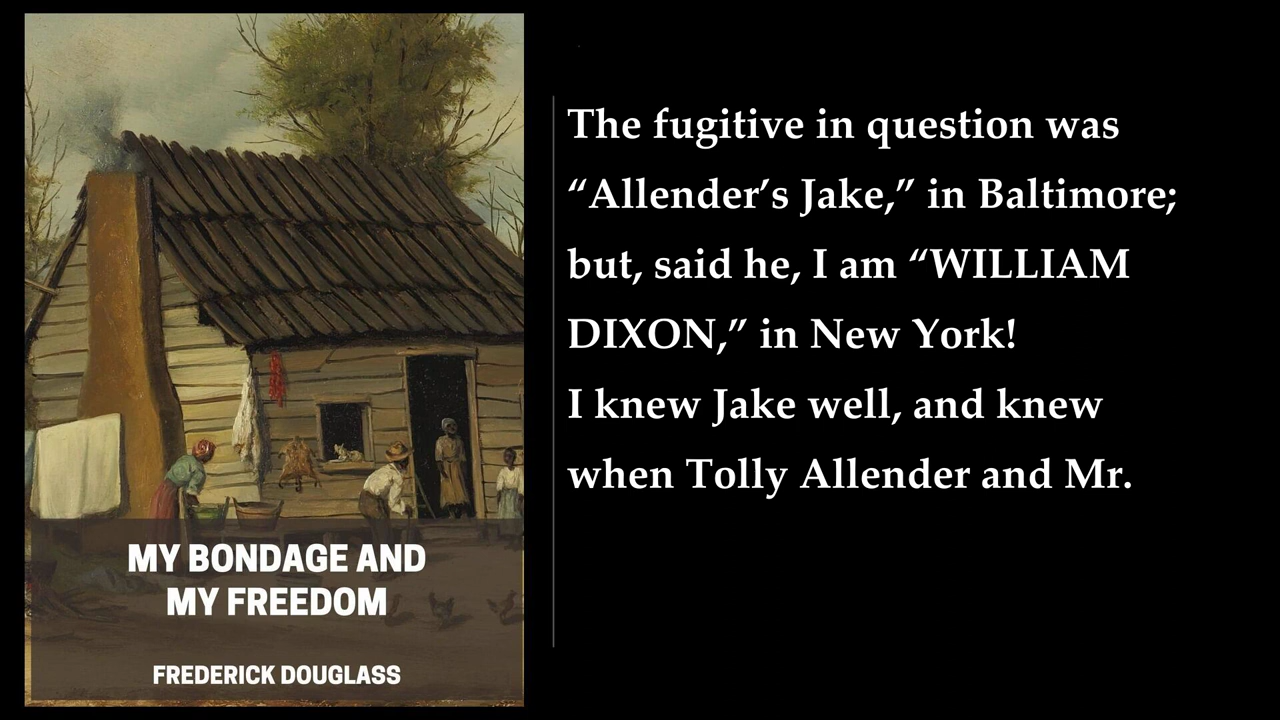 MY BONDAGE AND
MY FREEDOM
FREDERICK DOUGLASS
The fugitive in question was
“Allender’s Jake,” in Baltimore;
but, said he, I am “WILLIAM
DIXON,” in New York!
I knew Jake well, and knew
when Tolly Allender and Mr.